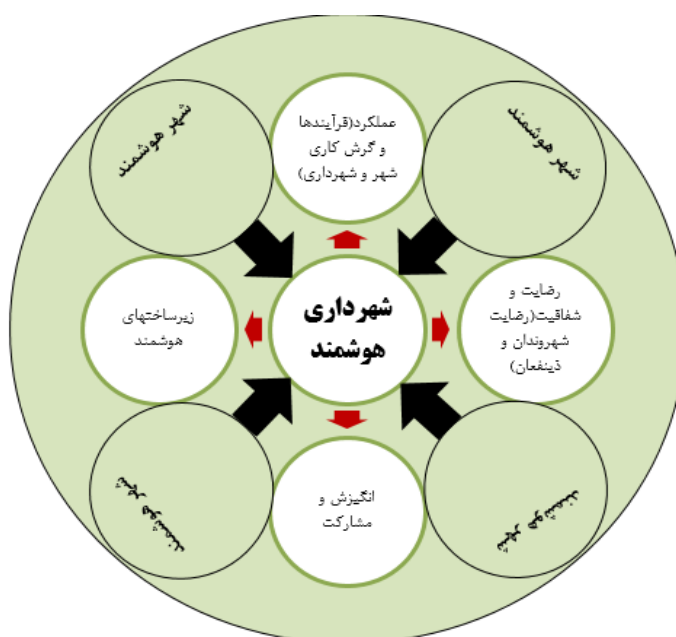 شهر هوشمند
شهر هوشمند
عملکرد(فرآیندها
و گرش کاری
شهر و شهرداری)
رضایت و
شفاقیت(رضایت
شهروندان و
ذینفعان)
شهرداری
هوشمند
زیرساختهای
هوشمند
انگیزش و
مشارکت
شهر هوشمند
شهر هوشمند